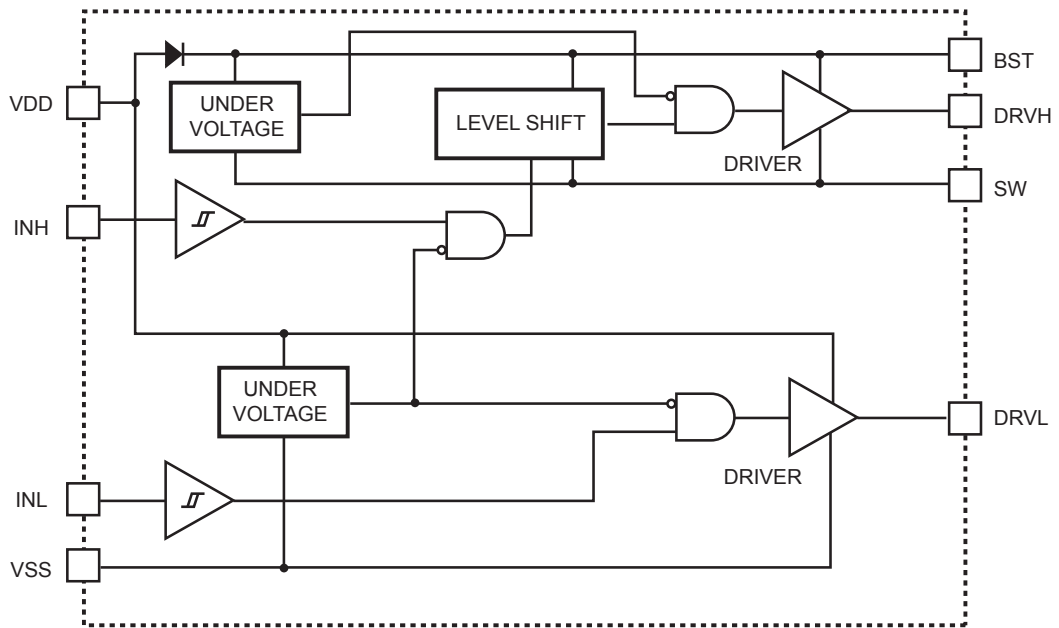 BST
VDD
UNDER
VOLTAGE
LEVEL SHIFT
DRVH
DRIVER
SW
INH
UNDER
VOLTAGE
DRVL
DRIVER
INL
VSS